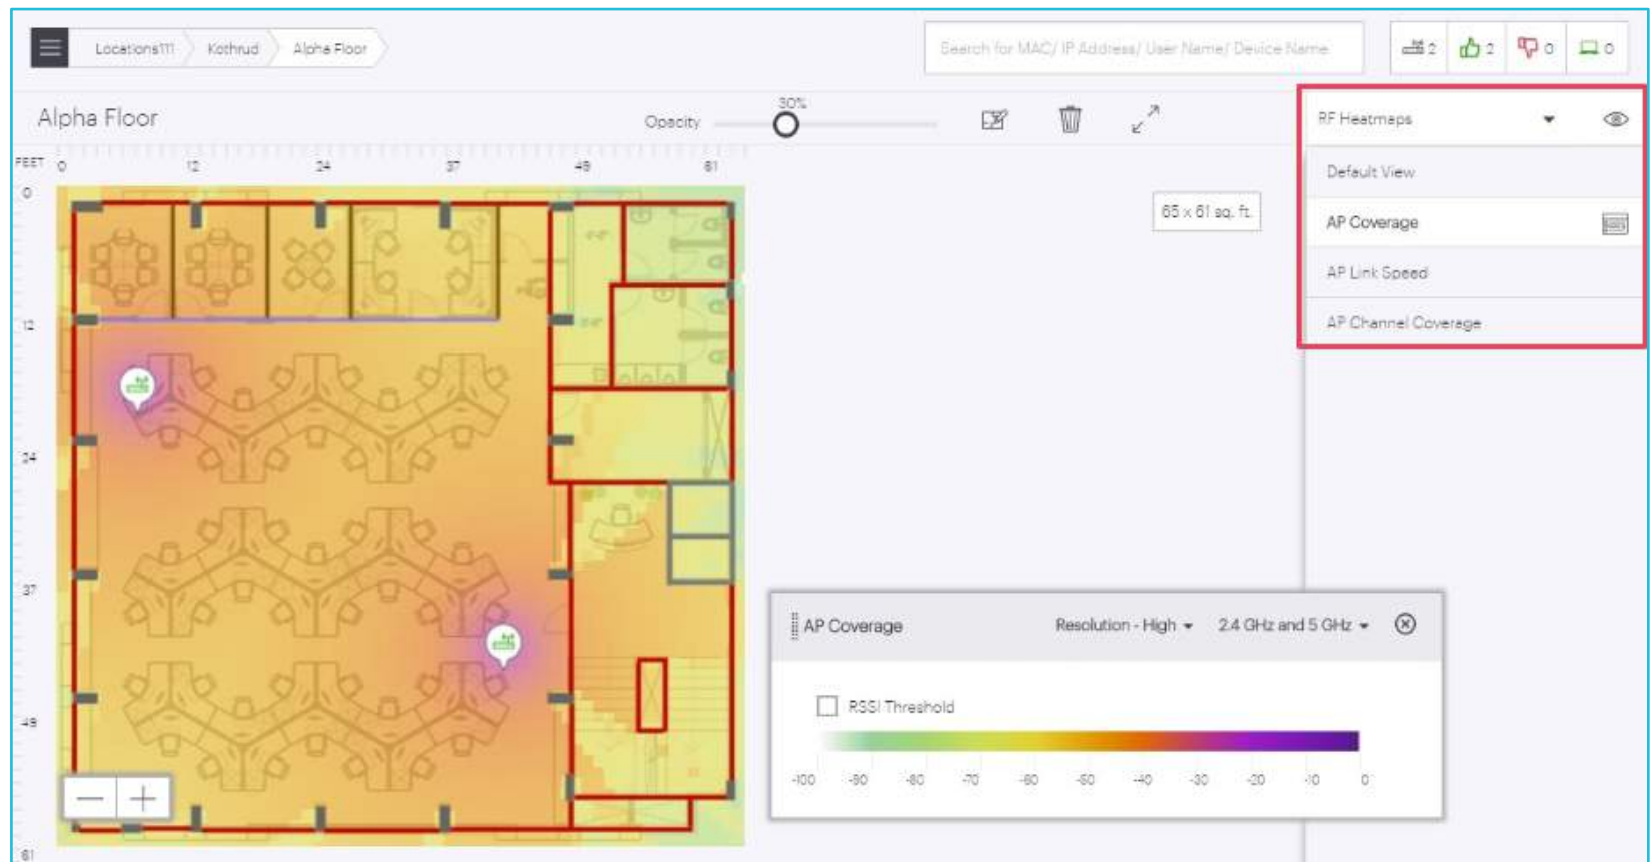 Locations111 Kothrud Alpha Floor
Search for MAC/ IP Address/ User Name/ Device Name
2 2 0 0
Alpha Floor
Opacity
30%
RF Heatmaps
Default View
AP Coverage
AP Link Speed
AP Channel Coverage
FEET 0 12 24 37 49 61
0
12
24
37
49
61
65 x 61 sq. ft.
AP Coverage Resolution - High 2.4 GHz and 5 GHz
RSSI Threshold
-100 -90 -80 -70 -60 -50 -40 -30 -20 -10 0